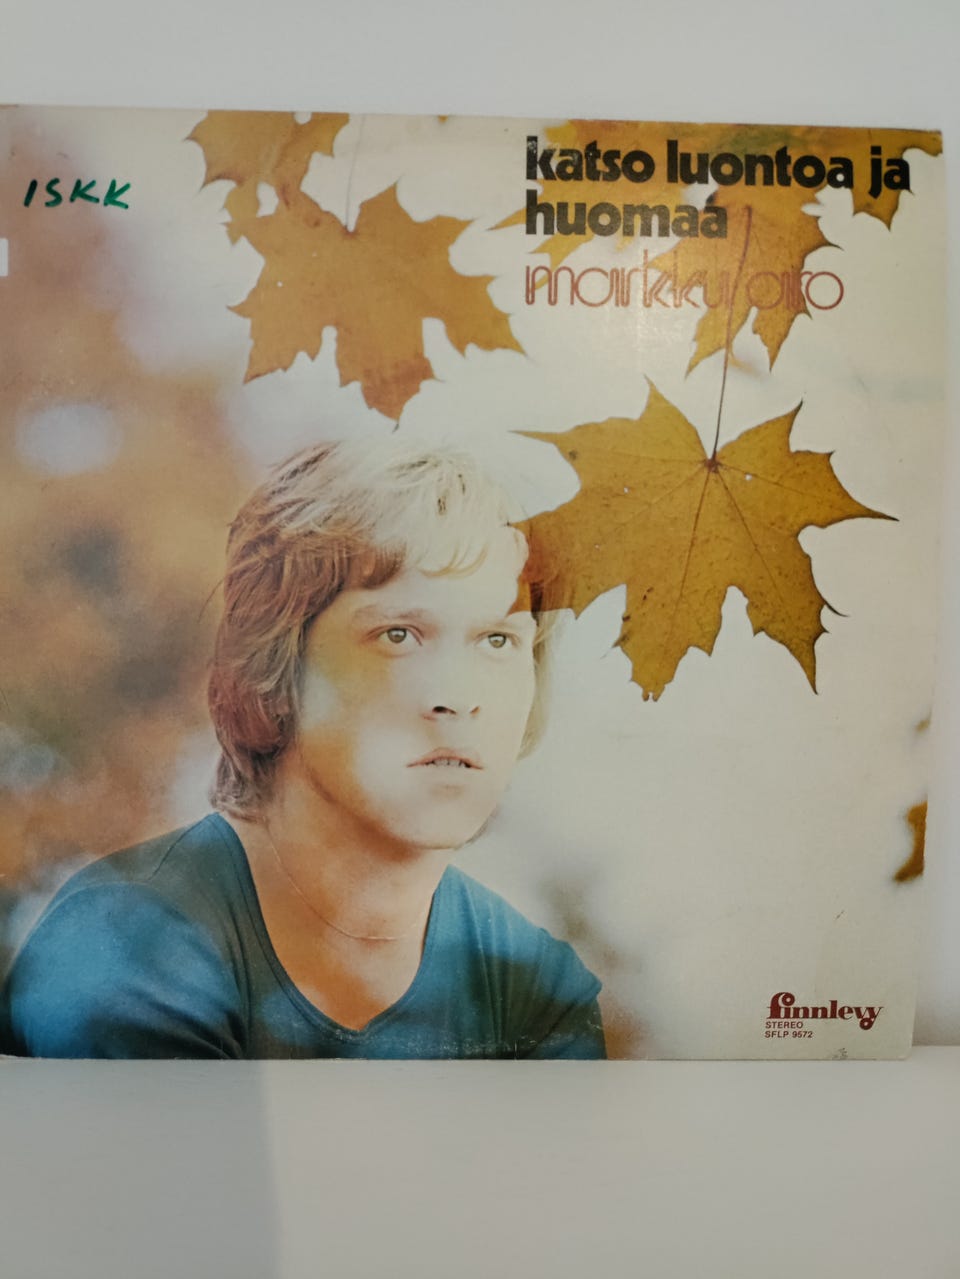 ISKK
katso luontoa ja
huomaa
markku aro
finnlevy
STEREO
SFLP 9572